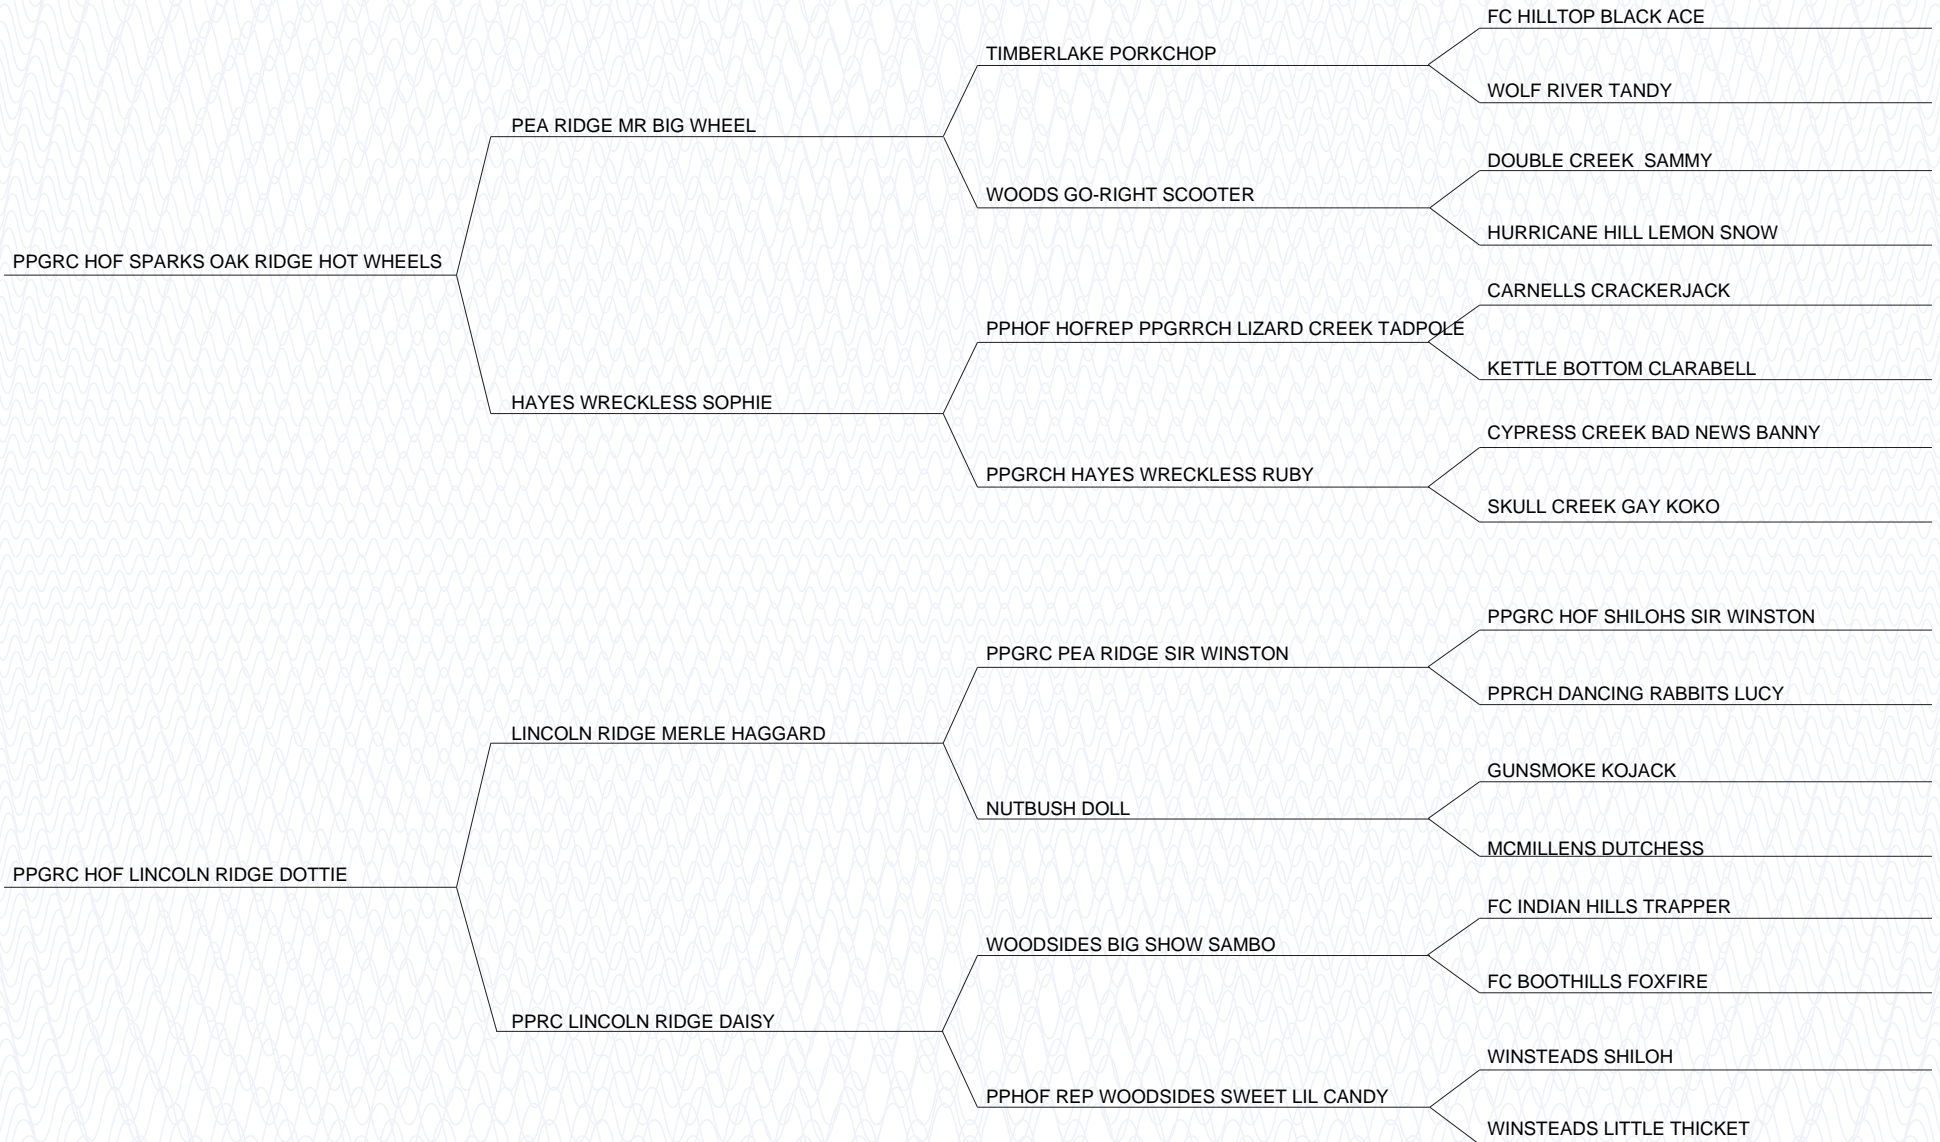 FC HILLTOP BLACK ACE
TIMBERLAKE PORKCHOP
WOLF RIVER TANDY
PEA RIDGE MR BIG WHEEL
DOUBLE CREEK  SAMMY
WOODS GO-RIGHT SCOOTER
HURRICANE HILL LEMON SNOW
PPGRC HOF SPARKS OAK RIDGE HOT WHEELS
CARNELLS CRACKERJACK
PPHOF HOFREP PPGRRCH LIZARD CREEK TADPOLE
KETTLE BOTTOM CLARABELL
HAYES WRECKLESS SOPHIE
CYPRESS CREEK BAD NEWS BANNY
PPGRCH HAYES WRECKLESS RUBY
SKULL CREEK GAY KOKO
PPGRC HOF SHILOHS SIR WINSTON
PPGRC PEA RIDGE SIR WINSTON
PPRCH DANCING RABBITS LUCY
LINCOLN RIDGE MERLE HAGGARD
GUNSMOKE KOJACK
NUTBUSH DOLL
MCMILLENS DUTCHESS
PPGRC HOF LINCOLN RIDGE DOTTIE
FC INDIAN HILLS TRAPPER
WOODSIDES BIG SHOW SAMBO
FC BOOTHILLS FOXFIRE
PPRC LINCOLN RIDGE DAISY
WINSTEADS SHILOH
PPHOF REP WOODSIDES SWEET LIL CANDY
WINSTEADS LITTLE THICKET